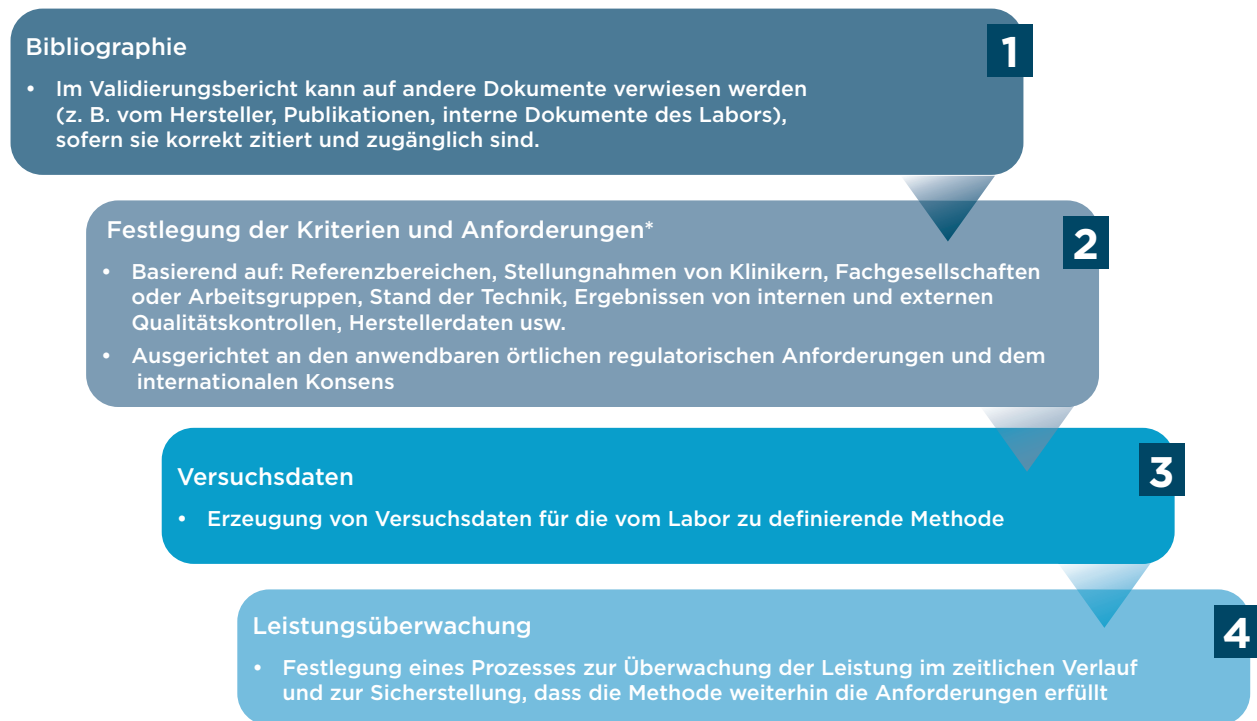 Bibliographie
1
• Im Validierungsbericht kann auf andere Dokumente verwiesen werden
(z. B. vom Hersteller, Publikationen, interne Dokumente des Labors),
sofern sie korrekt zitiert und zugänglich sind.
Festlegung der Kriterien und Anforderungen*
2
• Basierend auf: Referenzbereichen, Stellungnahmen von Klinikern, Fachgesellschaften
oder Arbeitsgruppen, Stand der Technik, Ergebnissen von internen und externen
Qualitätskontrollen, Herstellerdaten usw.
• Ausgerichtet an den anwendbaren örtlichen regulatorischen Anforderungen und dem
internationalen Konsens
Versuchsdaten
3
• Erzeugung von Versuchsdaten für die vom Labor zu definierende Methode
Leistungsüberwachung
4
• Festlegung eines Prozesses zur Überwachung der Leistung im zeitlichen Verlauf
und zur Sicherstellung, dass die Methode weiterhin die Anforderungen erfüllt